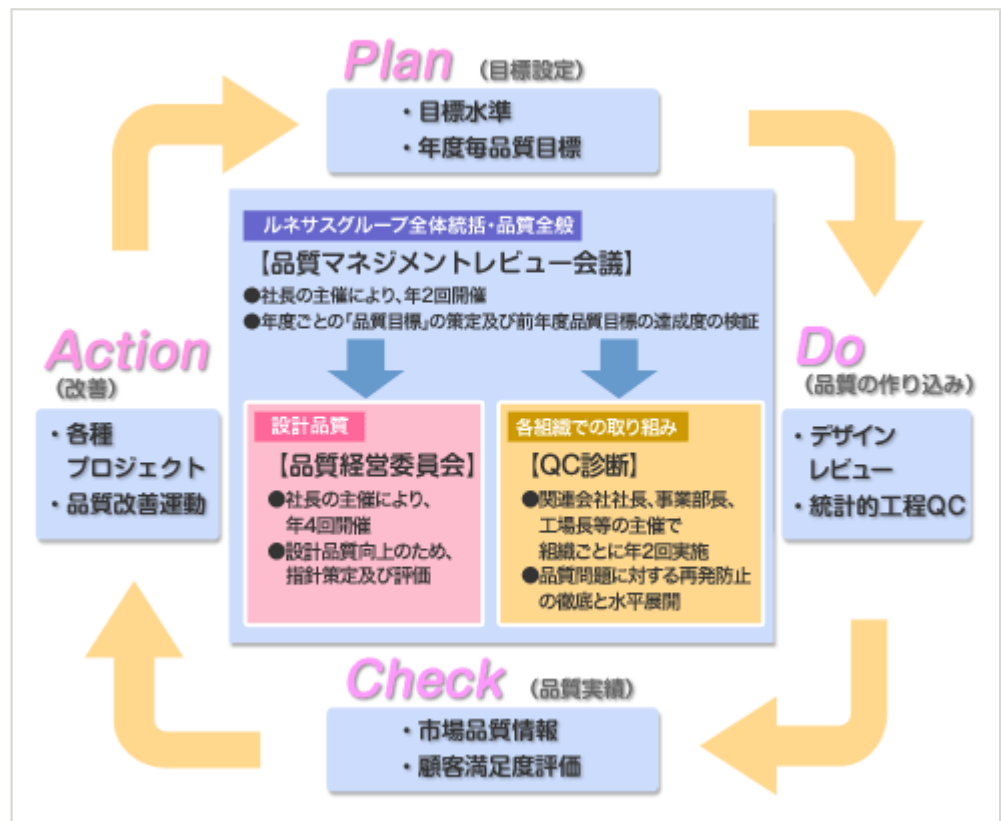 Plan (目標設定)
・目標水準
・年度毎品質目標
ルネサスグループ全体統括・品質全般
【品質マネジメントレビュー会議】
●社長の主催により、年2回開催
●年度ごとの「品質目標」の策定及び前年度品質目標の達成度の検証
Action
(改善)
・各種
プロジェクト
・品質改善運動
設計品質
【品質経営委員会】
●社長の主催により、
年4回開催
●設計品質向上のため、
指針策定及び評価
各組織での取り組み
【QC診断】
●関連会社社長、事業部長、
工場長等の主催で
組織ごとに年2回実施
●品質問題に対する再発防止
の徹底と水平展開
Do
(品質の作り込み)
・デザイン
レビュー
・統計的工程QC
Check (品質実績)
・市場品質情報
・顧客満足度評価